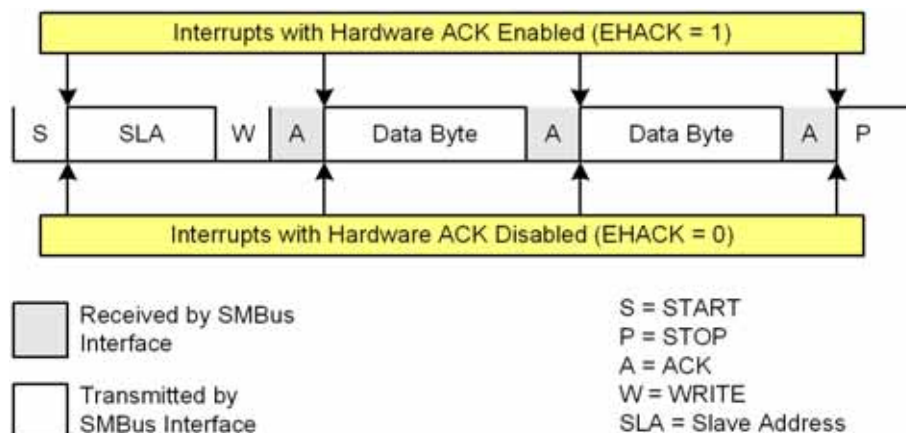 Interrupts with Hardware ACK Enabled (EHACK = 1)
S SLA W A Data Byte A Data Byte A P
Interrupts with Hardware ACK Disabled (EHACK = 0)
Received by SMBus
Interface
Transmitted by
SMBus Interface
S = START
P = STOP
A = ACK
W = WRITE
SLA = Slave Address